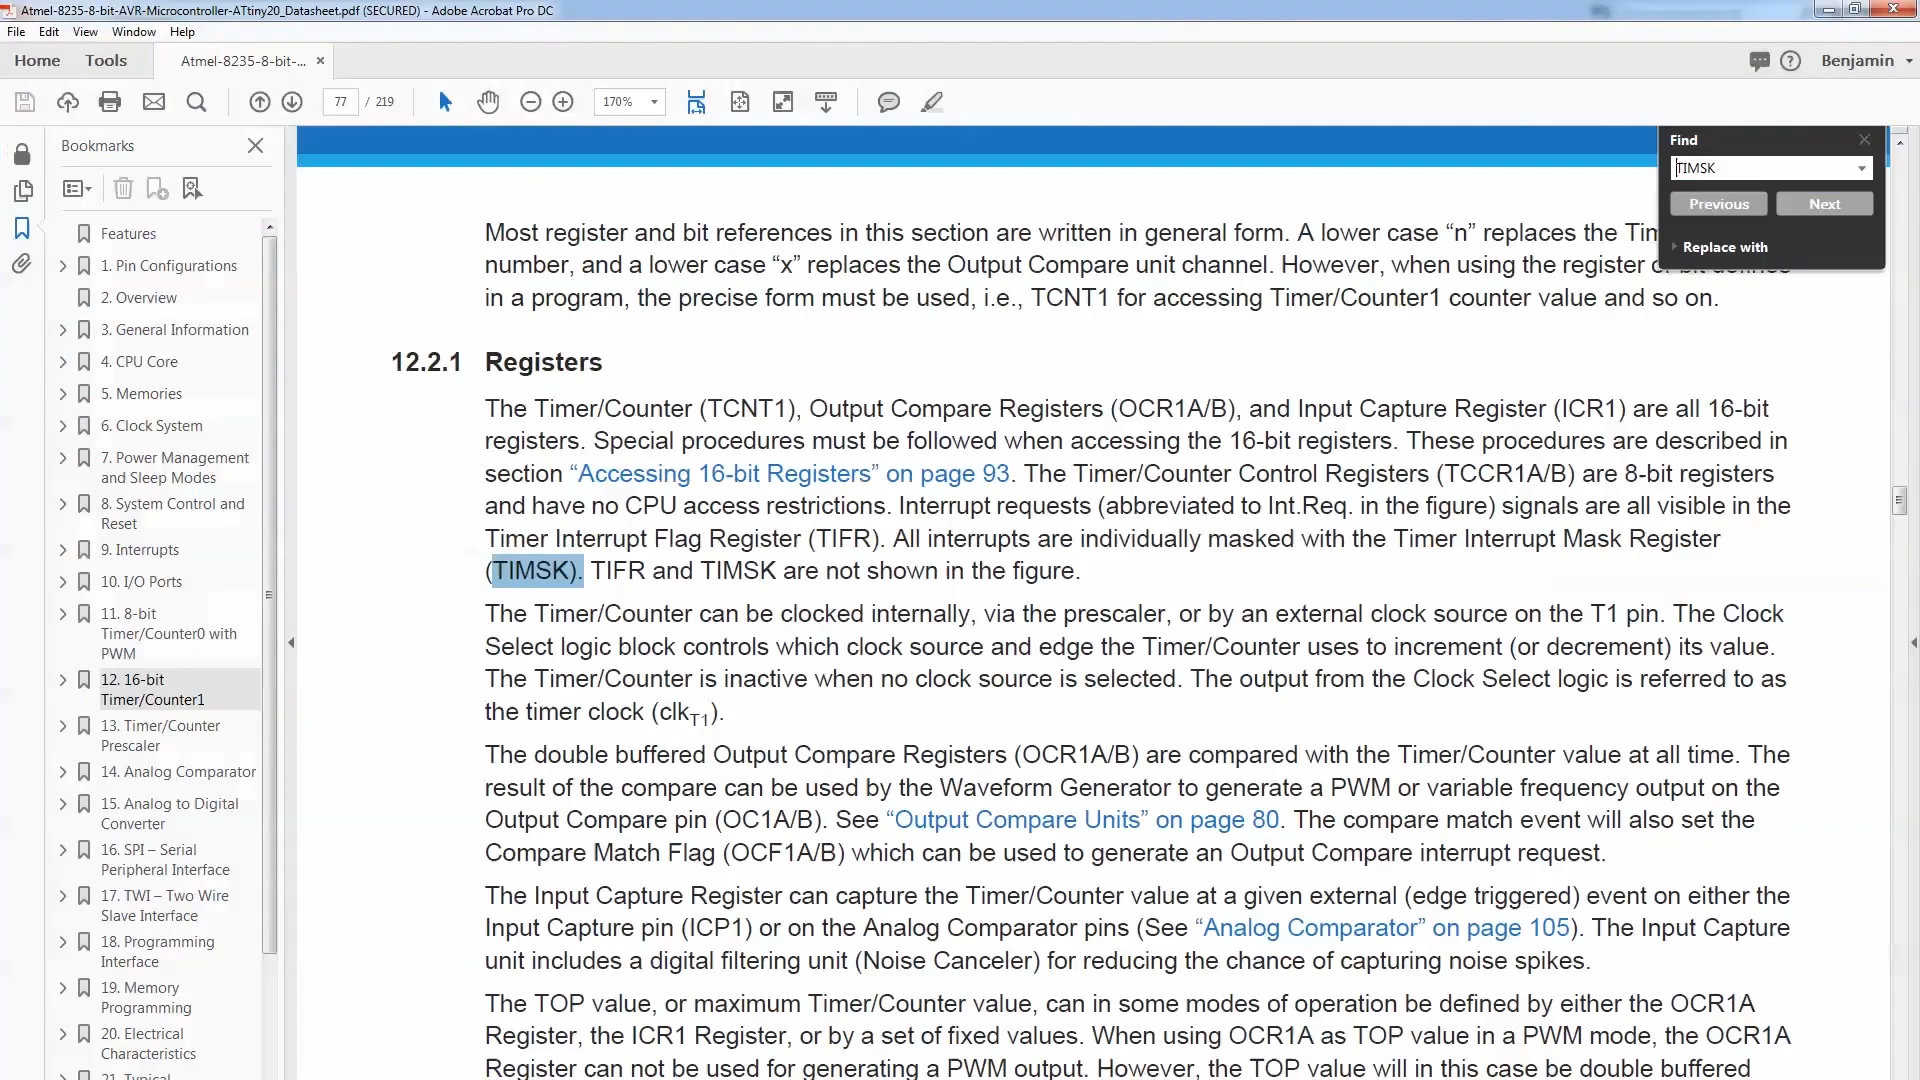 Atmel-8235-8-bit-AVR-Microcontroller-ATtiny20_Datasheet.pdf (SECURED) - Adobe Acrobat Pro DC
File Edit View Window Help
Home Tools Atmel-8235-8-bit-... × Benjamin
77 / 219 170%
Bookmarks
Features
1. Pin Configurations
2. Overview
3. General Information
4. CPU Core
5. Memories
6. Clock System
7. Power Management
and Sleep Modes
8. System Control and
Reset
9. Interrupts
10. I/O Ports
11. 8-bit
Timer/Counter0 with
PWM
12. 16-bit
Timer/Counter1
13. Timer/Counter
Prescaler
14. Analog Comparator
15. Analog to Digital
Converter
16. SPI – Serial
Peripheral Interface
17. TWI – Two Wire
Slave Interface
18. Programming
Interface
19. Memory
Programming
20. Electrical
Characteristics
21. Typical
Find
TIMSK
Previous Next
Replace with
Most register and bit references in this section are written in general form. A lower case “n” replaces the
number, and a lower case “x” replaces the Output Compare unit channel. However, when using the register
in a program, the precise form must be used, i.e., TCNT1 for accessing Timer/Counter1 counter value and so on.
12.2.1 Registers
The Timer/Counter (TCNT1), Output Compare Registers (OCR1A/B), and Input Capture Register (ICR1) are all 16-bit
registers. Special procedures must be followed when accessing the 16-bit registers. These procedures are described in
section “Accessing 16-bit Registers” on page 93. The Timer/Counter Control Registers (TCCR1A/B) are 8-bit registers
and have no CPU access restrictions. Interrupt requests (abbreviated to Int.Req. in the figure) signals are all visible in the
Timer Interrupt Flag Register (TIFR). All interrupts are individually masked with the Timer Interrupt Mask Register
(TIMSK). TIFR and TIMSK are not shown in the figure.
The Timer/Counter can be clocked internally, via the prescaler, or by an external clock source on the T1 pin. The Clock
Select logic block controls which clock source and edge the Timer/Counter uses to increment (or decrement) its value.
The Timer/Counter is inactive when no clock source is selected. The output from the Clock Select logic is referred to as
the timer clock (clkT1).
The double buffered Output Compare Registers (OCR1A/B) are compared with the Timer/Counter value at all time. The
result of the compare can be used by the Waveform Generator to generate a PWM or variable frequency output on the
Output Compare pin (OC1A/B). See “Output Compare Units” on page 80. The compare match event will also set the
Compare Match Flag (OCF1A/B) which can be used to generate an Output Compare interrupt request.
The Input Capture Register can capture the Timer/Counter value at a given external (edge triggered) event on either the
Input Capture pin (ICP1) or on the Analog Comparator pins (See “Analog Comparator” on page 105). The Input Capture
unit includes a digital filtering unit (Noise Canceler) for reducing the chance of capturing noise spikes.
The TOP value, or maximum Timer/Counter value, can in some modes of operation be defined by either the OCR1A
Register, the ICR1 Register, or by a set of fixed values. When using OCR1A as TOP value in a PWM mode, the OCR1A
Register can not be used for generating a PWM output. However, the TOP value will in this case be double buffered